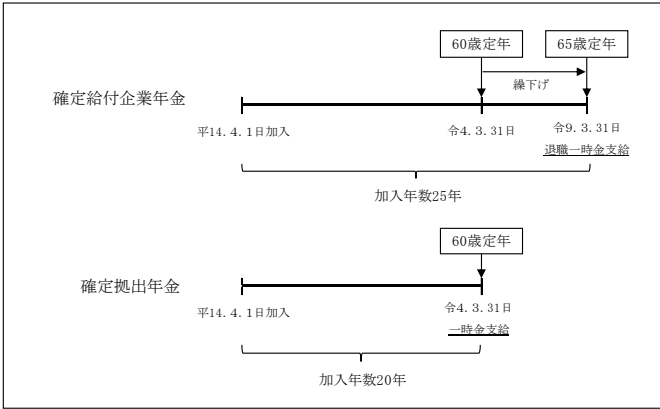 60歳定年
65歳定年
繰下げ
確定給付企業年金
平14.4.1日加入
令4.3.31日
令9.3.31日
退職一時金支給
加入年数25年
60歳定年
確定拠出年金
平14.4.1日加入
令4.3.31日
一時金支給
加入年数20年